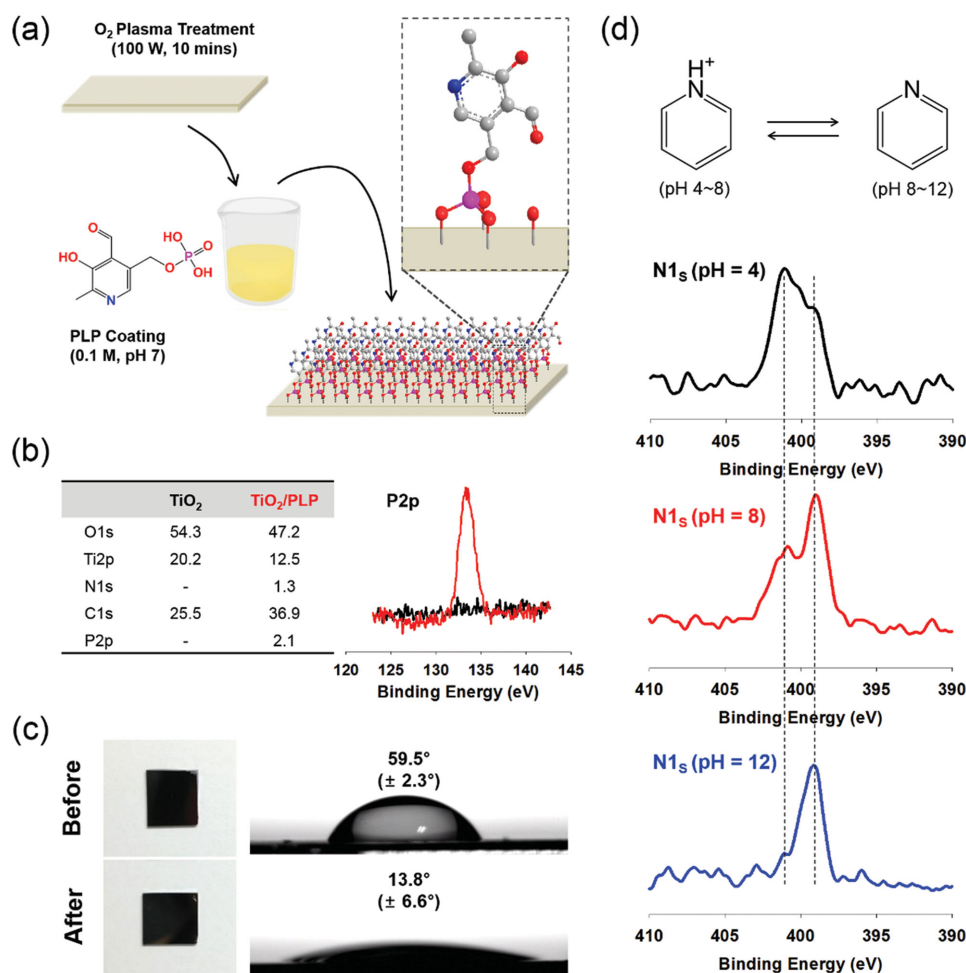 (a)
O₂ Plasma Treatment
(100 W, 10 mins)
O
HO
N
O
P
OH
O
OH
PLP Coating
(0.1 M, pH 7)
(b)
TiO₂ TiO₂/PLP
O1s 54.3 47.2
Ti2p 20.2 12.5
N1s - 1.3
C1s 25.5 36.9
P2p - 2.1
P2p
120 125 130 135 140 145
Binding Energy (eV)
(c)
Before
59.5°
(± 2.3°)
After
13.8°
(± 6.6°)
(d)
H⁺
N
N
(pH 4~8)
(pH 8~12)
N1s (pH = 4)
410 405 400 395 390
Binding Energy (eV)
N1s (pH = 8)
410 405 400 395 390
Binding Energy (eV)
N1s (pH = 12)
410 405 400 395 390
Binding Energy (eV)